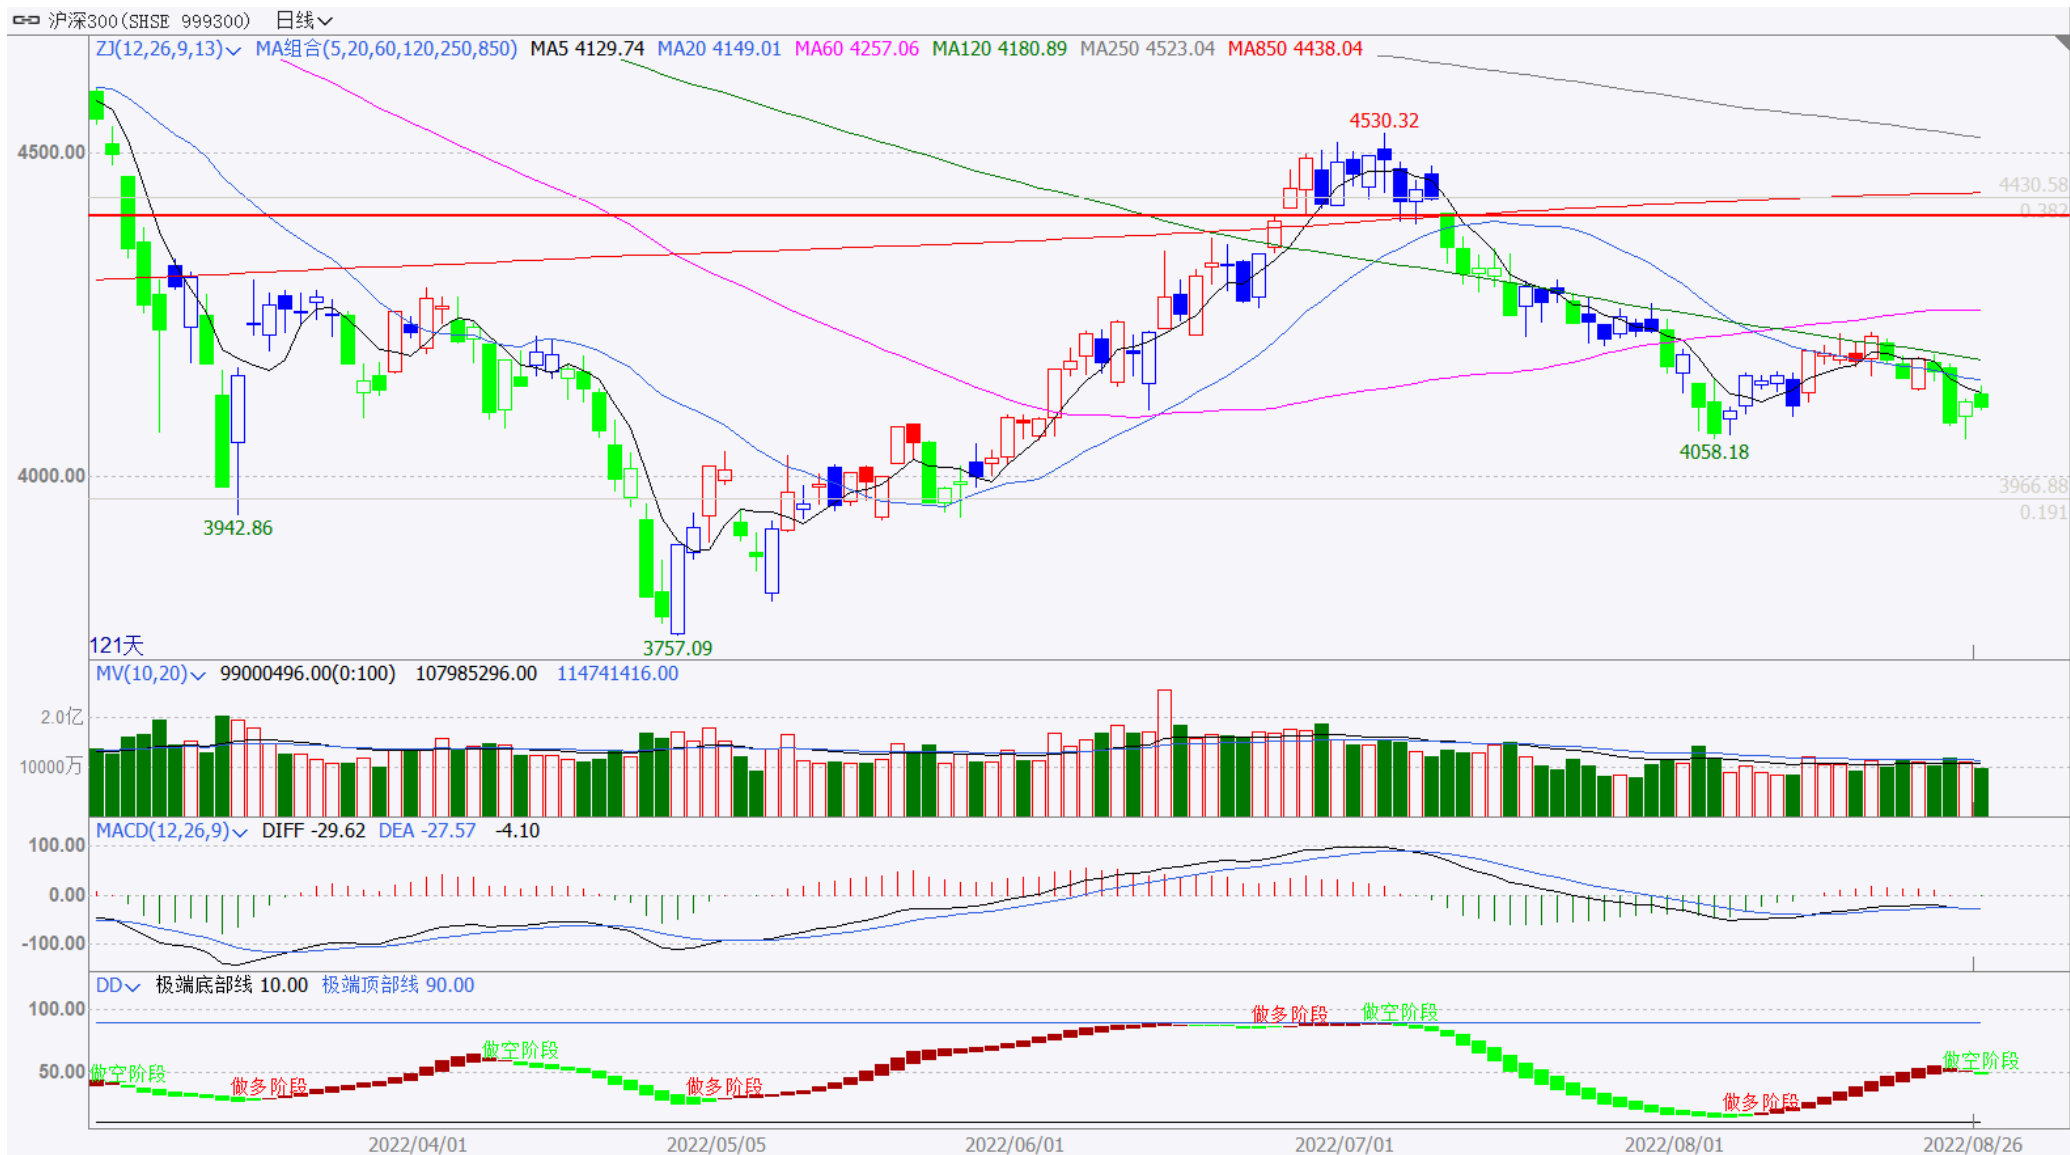 沪深300(SHSE 999300) 日线
ZJ(12,26,9,13) MA组合(5,20,60,120,250,850) MA5 4129.74 MA20 4149.01 MA60 4257.06 MA120 4180.89 MA250 4523.04 MA850 4438.04
4530.32
4500.00
4430.58
0.382
4058.18
4000.00
3966.88
0.191
3942.86
3757.09
121天
MV(10,20) 99000496.00(0:100) 107985296.00 114741416.00
2.0亿
10000万
MACD(12,26,9) DIFF -29.62 DEA -27.57 -4.10
100.00
0.00
-100.00
DD 极端底部线 10.00 极端顶部线 90.00
100.00
做多阶段 做空阶段
做空阶段 做空阶段
50.00 做空阶段
做多阶段 做多阶段
做多阶段
2022/04/01 2022/05/05 2022/06/01 2022/07/01 2022/08/01 2022/08/26